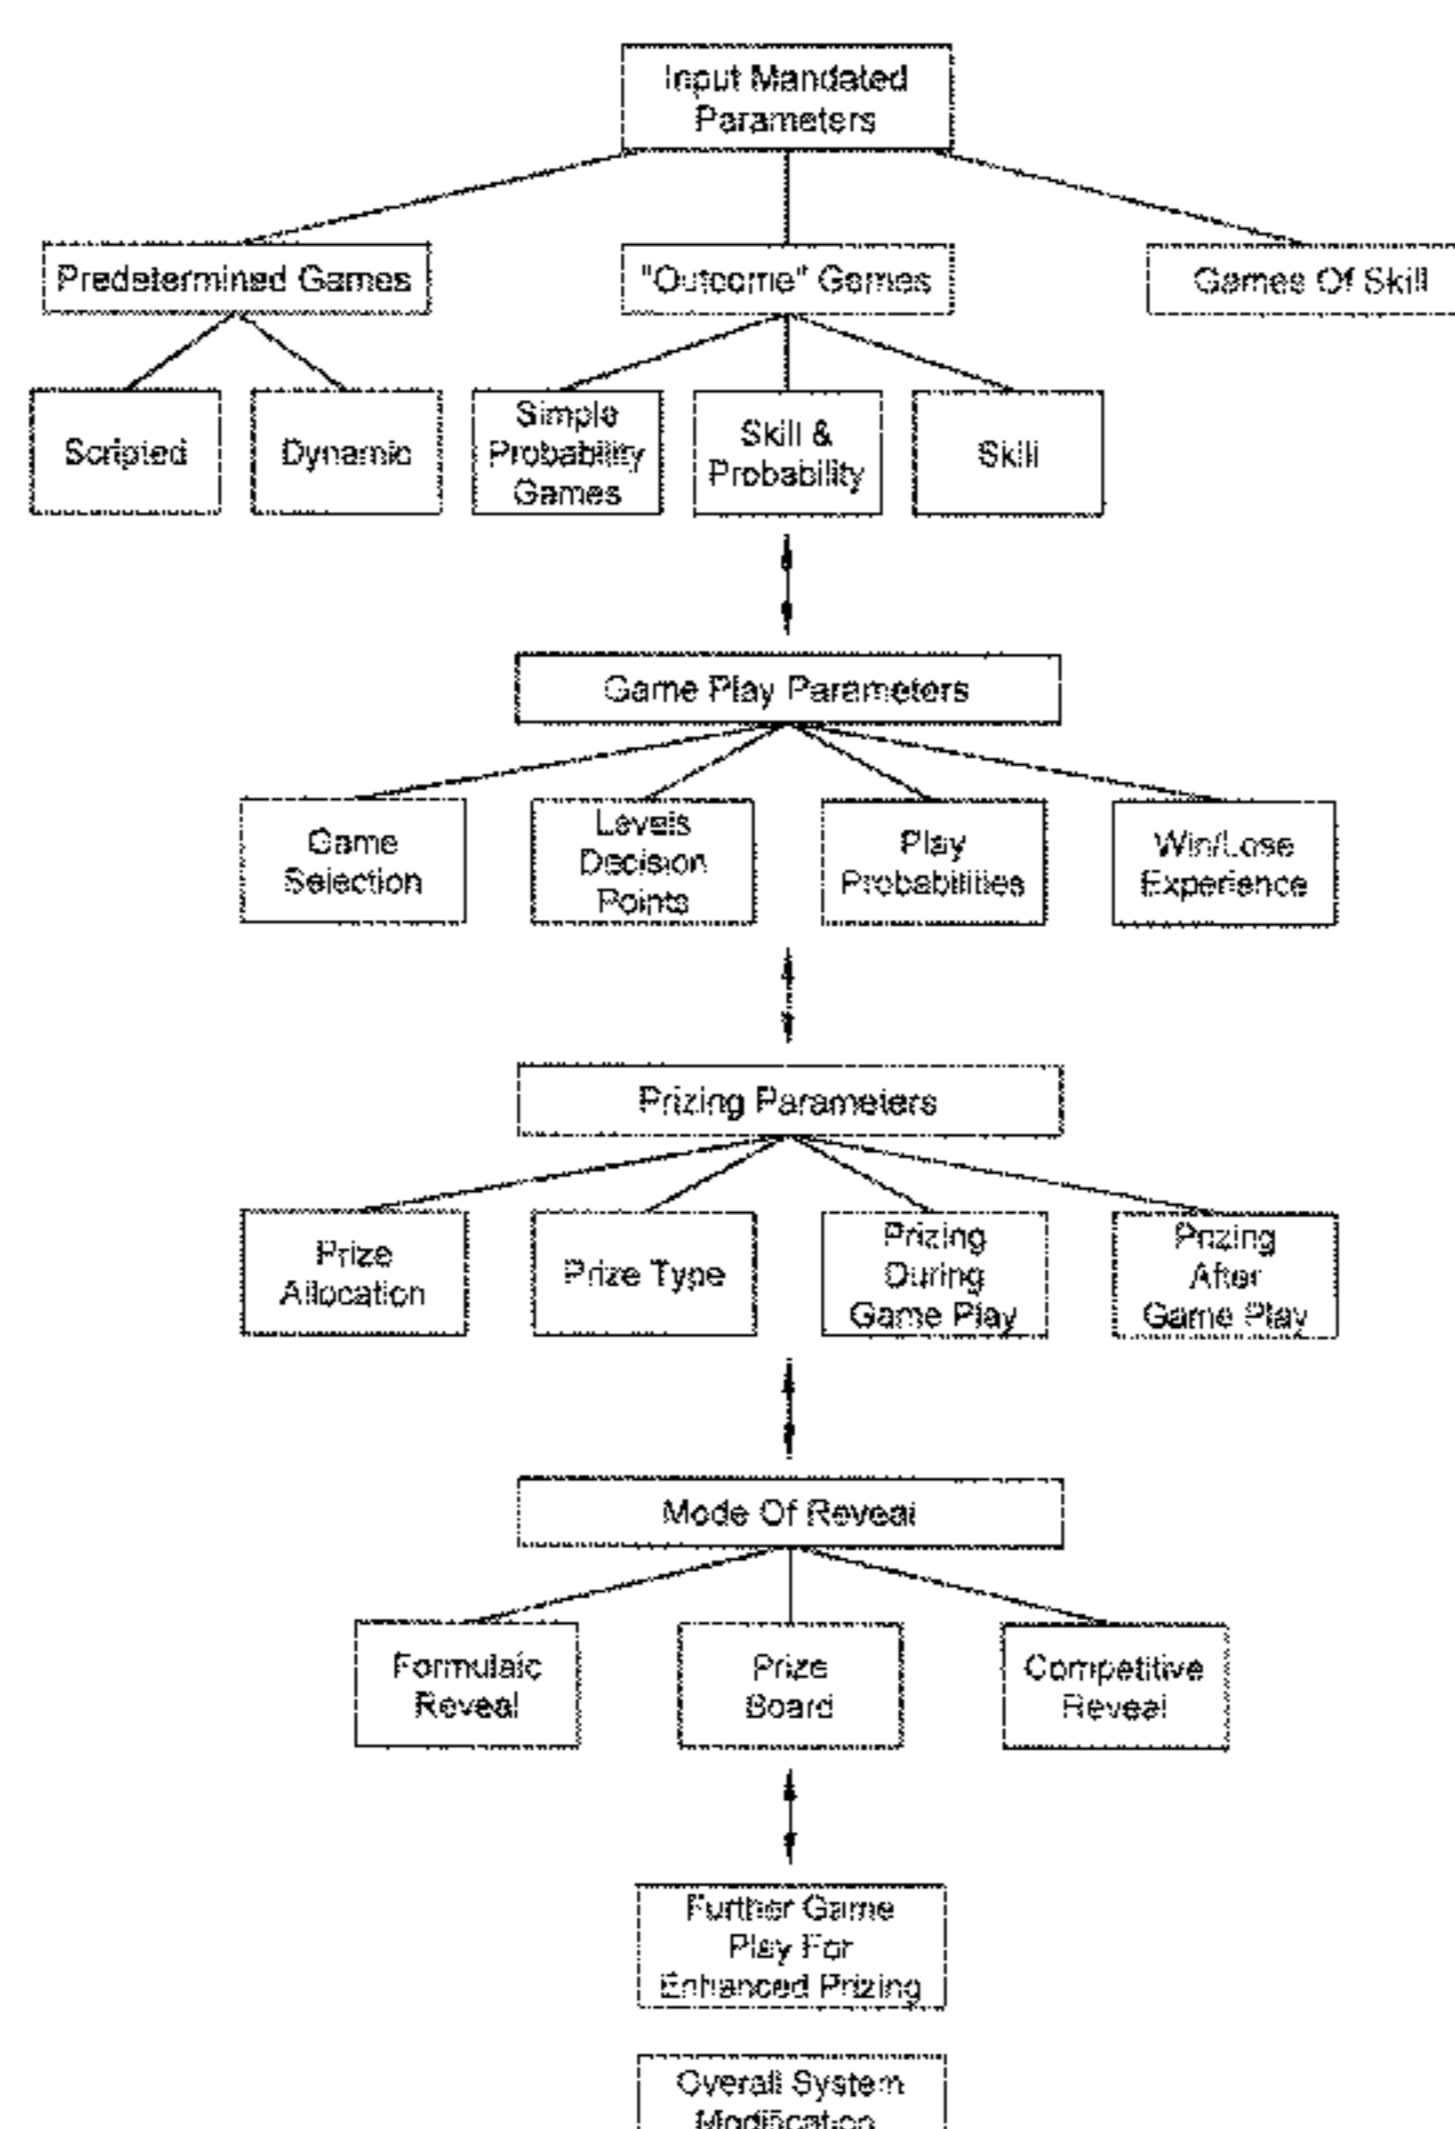 Input Mandated
Parameters
Predetermined Games
"Outcome" Games
Games Of Skill
Scripted
Dynamic
Simple
Probability
Games
Skill &
Probability
Skill
Game Play Parameters
Game
Selection
Levels
Decision
Points
Play
Probabilities
Win/Lose
Experience
Prizing Parameters
Prize
Allocation
Prize Type
Prizing
During
Game Play
Prizing
After
Game Play
Mode Of Reveal
Formulaic
Reveal
Prize
Board
Competitive
Reveal
Further Game
Play For
Enhanced Prizing
Overall System
Modification